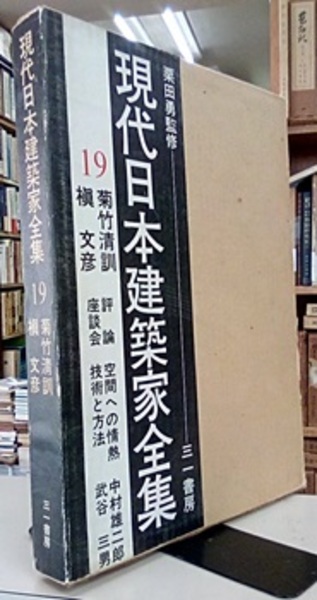 栗田勇監修
現代日本建築家全集
19 菊竹清訓
槇 文彦
評論 空間への情熱 中村雄二郎
座談会 技術と方法 武谷三男
三一書房
現代日本建築家全集 19 菊竹清訓
槇 文彦
三一書房